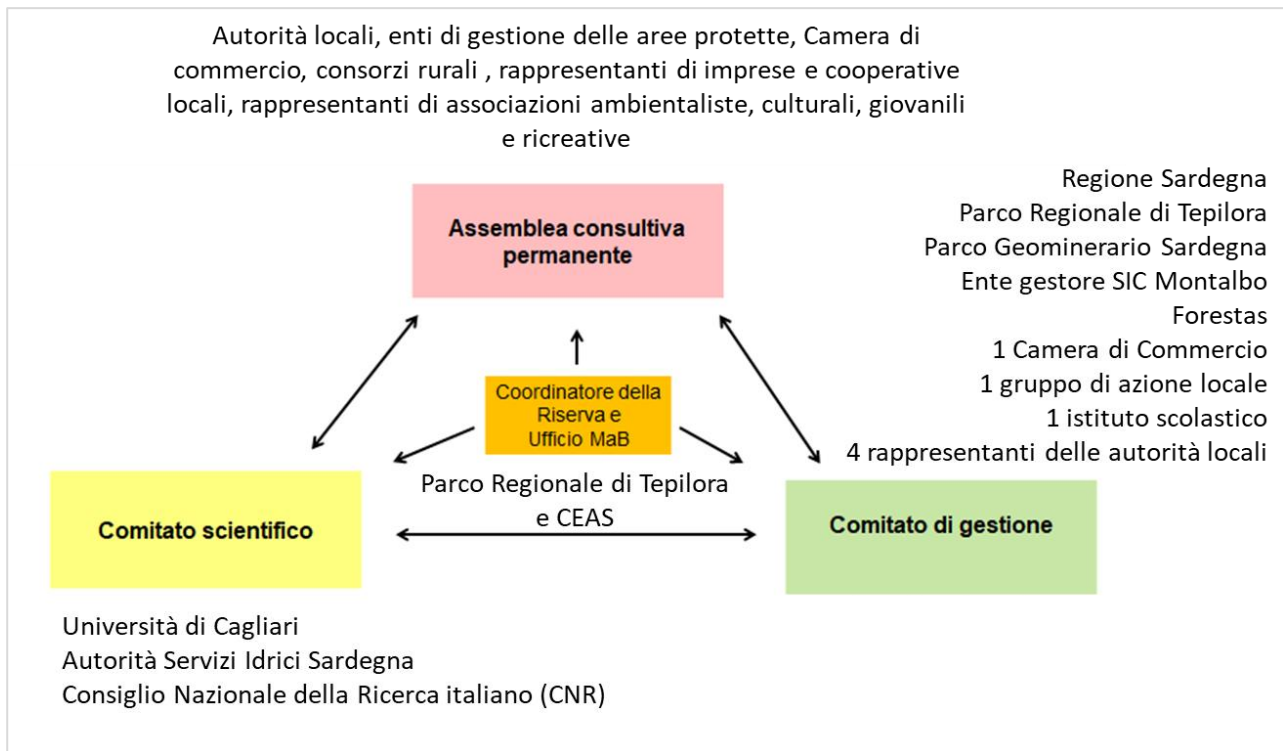 Autorità locali, enti di gestione delle aree protette, Camera di
commercio, consorzi rurali , rappresentanti di imprese e cooperative
locali, rappresentanti di associazioni ambientaliste, culturali, giovanili
e ricreative
Assemblea consultiva
permanente
Regione Sardegna
Parco Regionale di Tepilora
Parco Geominerario Sardegna
Ente gestore SIC Montalbo
Forestas
1 Camera di Commercio
1 gruppo di azione locale
1 istituto scolastico
4 rappresentanti delle autorità locali
Coordinatore della
Riserva e
Ufficio MaB
Parco Regionale di Tepilora
e CEAS
Comitato scientifico
Comitato di gestione
Università di Cagliari
Autorità Servizi Idrici Sardegna
Consiglio Nazionale della Ricerca italiano (CNR)